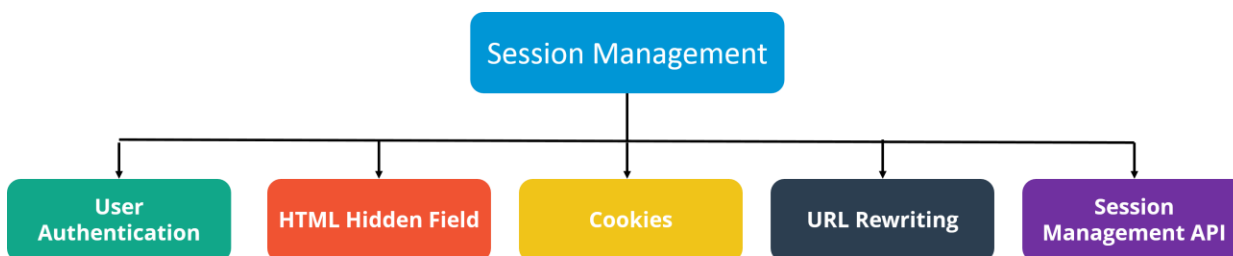 Session Management
User
Authentication
HTML Hidden Field
Cookies
URL Rewriting
Session
Management API